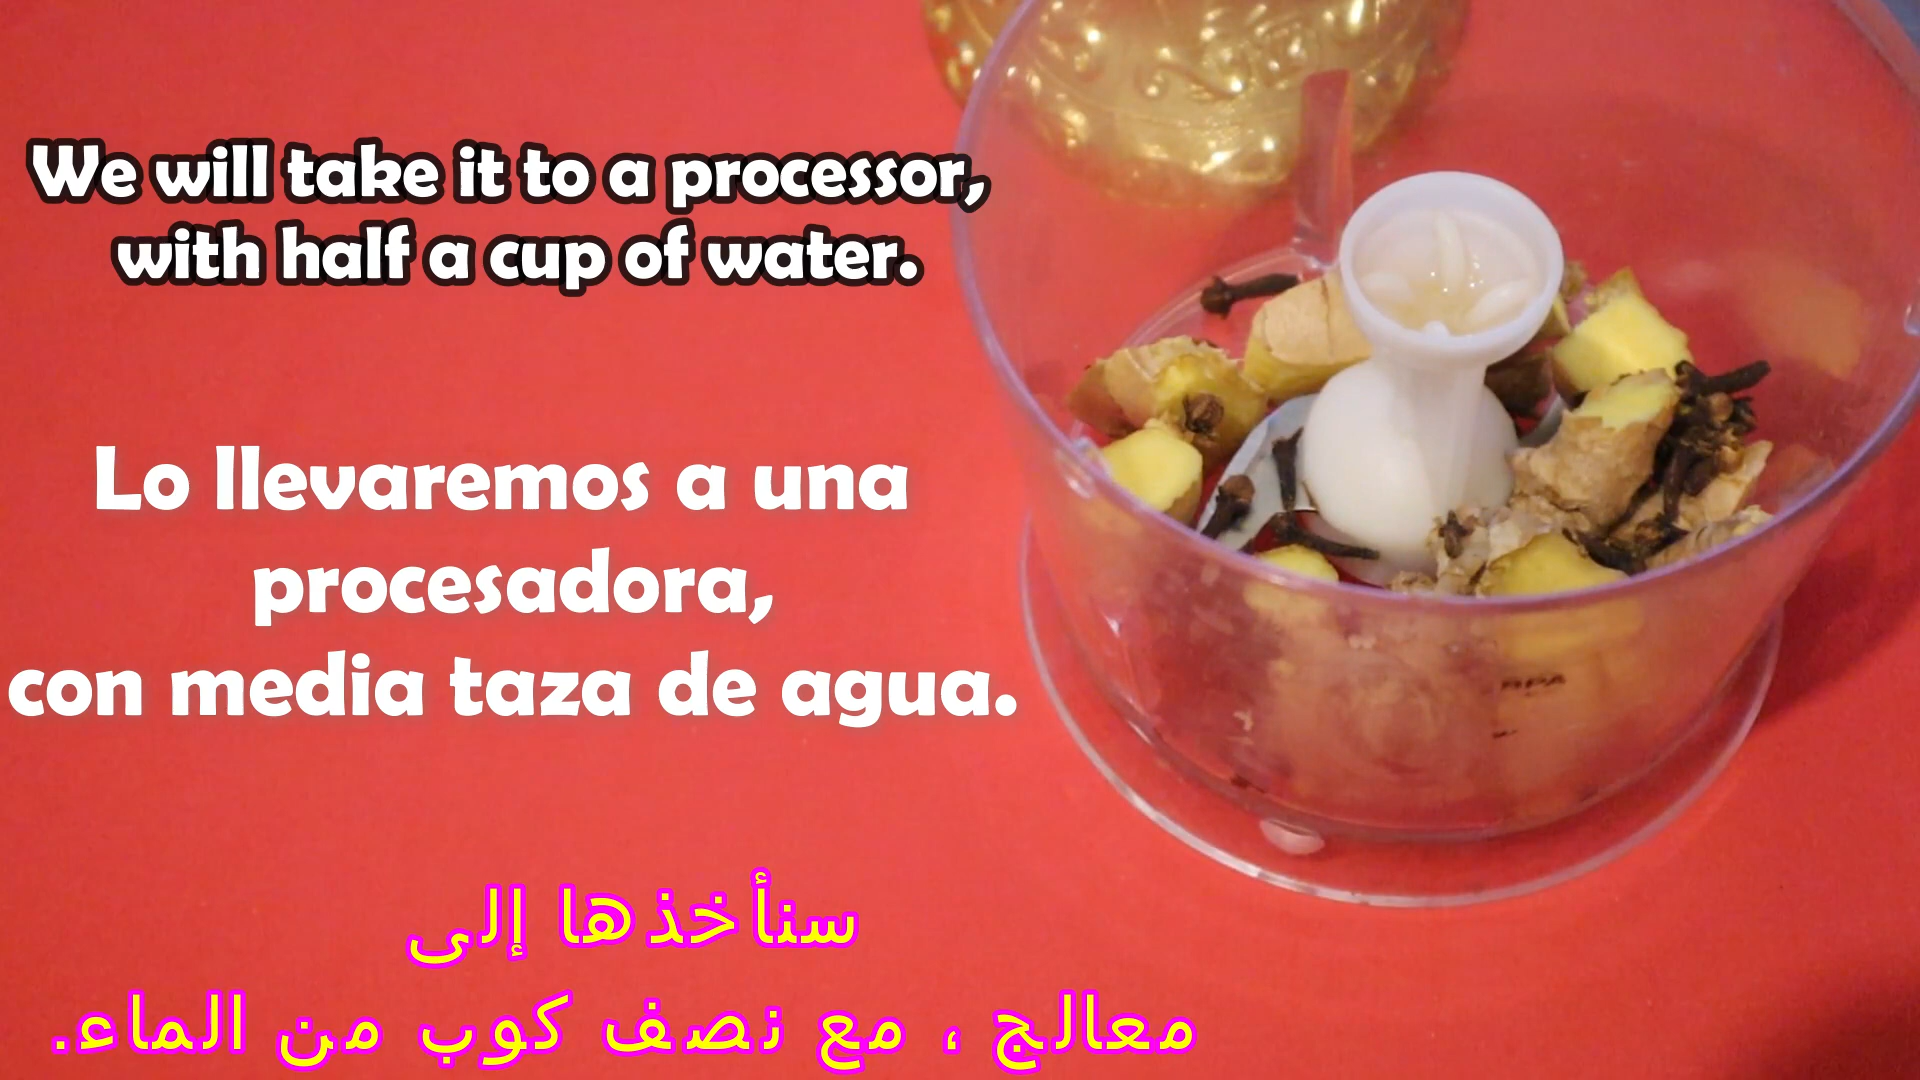 We will take it to a processor,
with half a cup of water.
Lo llevaremos a una
procesadora,
con media taza de agua.
سنأخذها إلى
معالج ، مع نصف كوب من الماء.